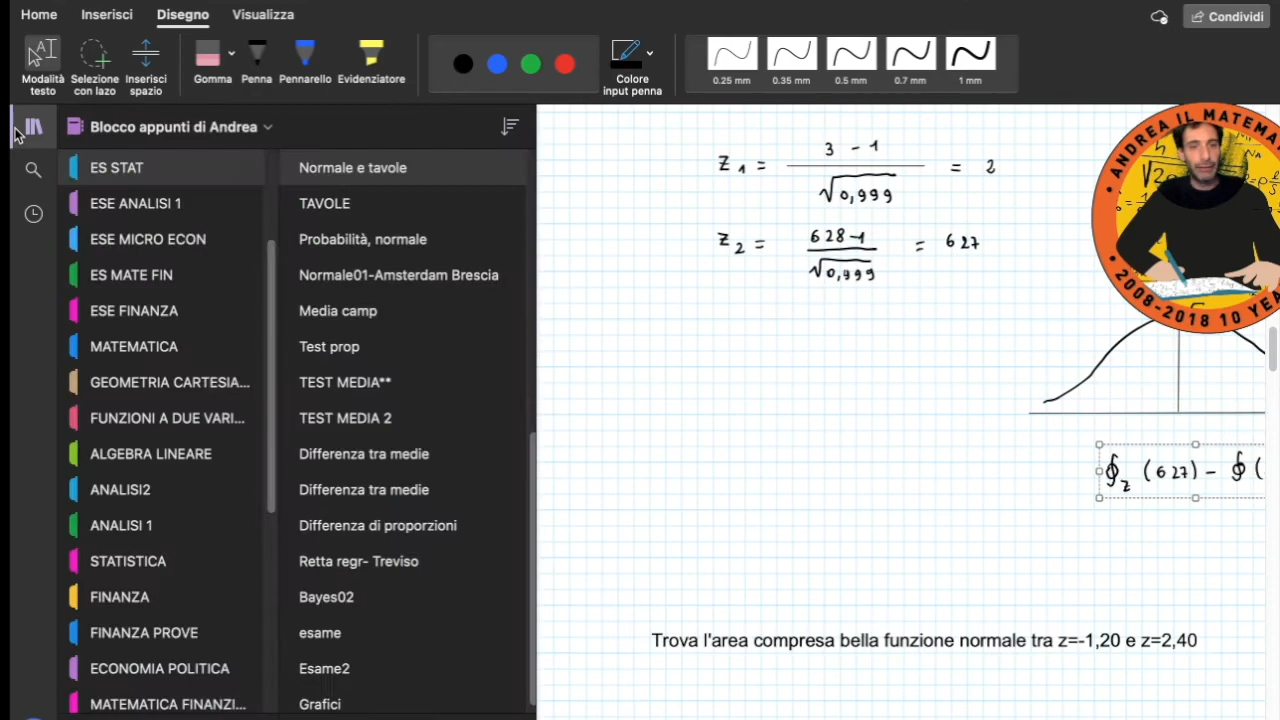 Home Inserisci Disegno Visualizza
Condividi
Modalità testo
Selezione con lazo
Inserisci spazio
Gomma
Penna
Pennarello
Evidenziatore
Colore input penna
0.25 mm
0.35 mm
0.5 mm
0.7 mm
1 mm
Blocco appunti di Andrea
ES STAT
ESE ANALISI 1
ESE MICRO ECON
ES MATE FIN
ESE FINANZA
MATEMATICA
GEOMETRIA CARTESIA...
FUNZIONI A DUE VARI...
ALGEBRA LINEARE
ANALISI2
ANALISI 1
STATISTICA
FINANZA
FINANZA PROVE
ECONOMIA POLITICA
MATEMATICA FINANZI...
Normale e tavole
TAVOLE
Probabilità, normale
Normale01-Amsterdam Brescia
Media camp
Test prop
TEST MEDIA**
TEST MEDIA 2
Differenza tra medie
Differenza tra medie
Differenza di proporzioni
Retta regr- Treviso
Bayes02
esame
Esame2
Grafici
z1 = 3 - 1 / √0,999 = 2
z2 = 628-1 / √0,999 = 627
ANDREA IL MATEMA
2008-2018 10 YEA
∮z (627) - ∮(
Trova l'area compresa bella funzione normale tra z=-1,20 e z=2,40